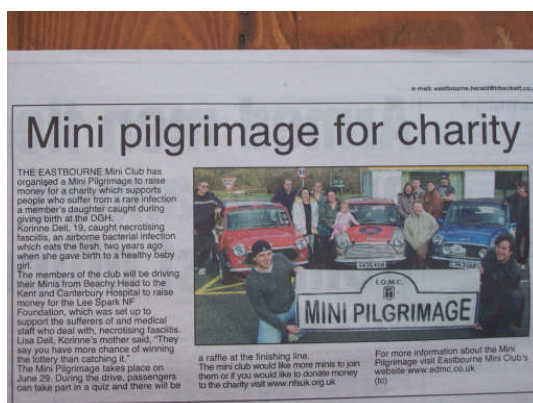 e-mail: eastbourne.herald@trbeckett.co.
Mini pilgrimage for charity
THE EASTBOURNE Mini Club has
organised a Mini Pilgrimage to raise
money for a charity which supports
people who suffer from a rare infection
a member's daughter caught during
giving birth at the DGH.
Korinne Dell, 19, caught necrotising
fasciitis, an airborne bacterial infection
which eats the flesh, two years ago
when she gave birth to a healthy baby
girl.
The members of the club will be driving
their Minis from Beachy Head to the
Kent and Canterbury Hospital to raise
money for the Lee Spark NF
Foundation, which was set up to
support the sufferers of and medical
staff who deal with, necrotising fasciitis.
Lisa Dell, Korinne's mother said, "They
say you have more chance of winning
the lottery than catching it."
The Mini Pilgrimage takes place on
June 29. During the drive, passengers
can take part in a quiz and there will be
E.D.M.C.
MINI PILGRIMAGE
a raffle at the finishing line.
The mini club would like more minis to join
them or if you would like to donate money
to the charity visit www.nfsuk.org.uk
For more information about the Mini
Pilgrimage visit Eastbourne Mini Club's
website www.edmc.co.uk
(tc)